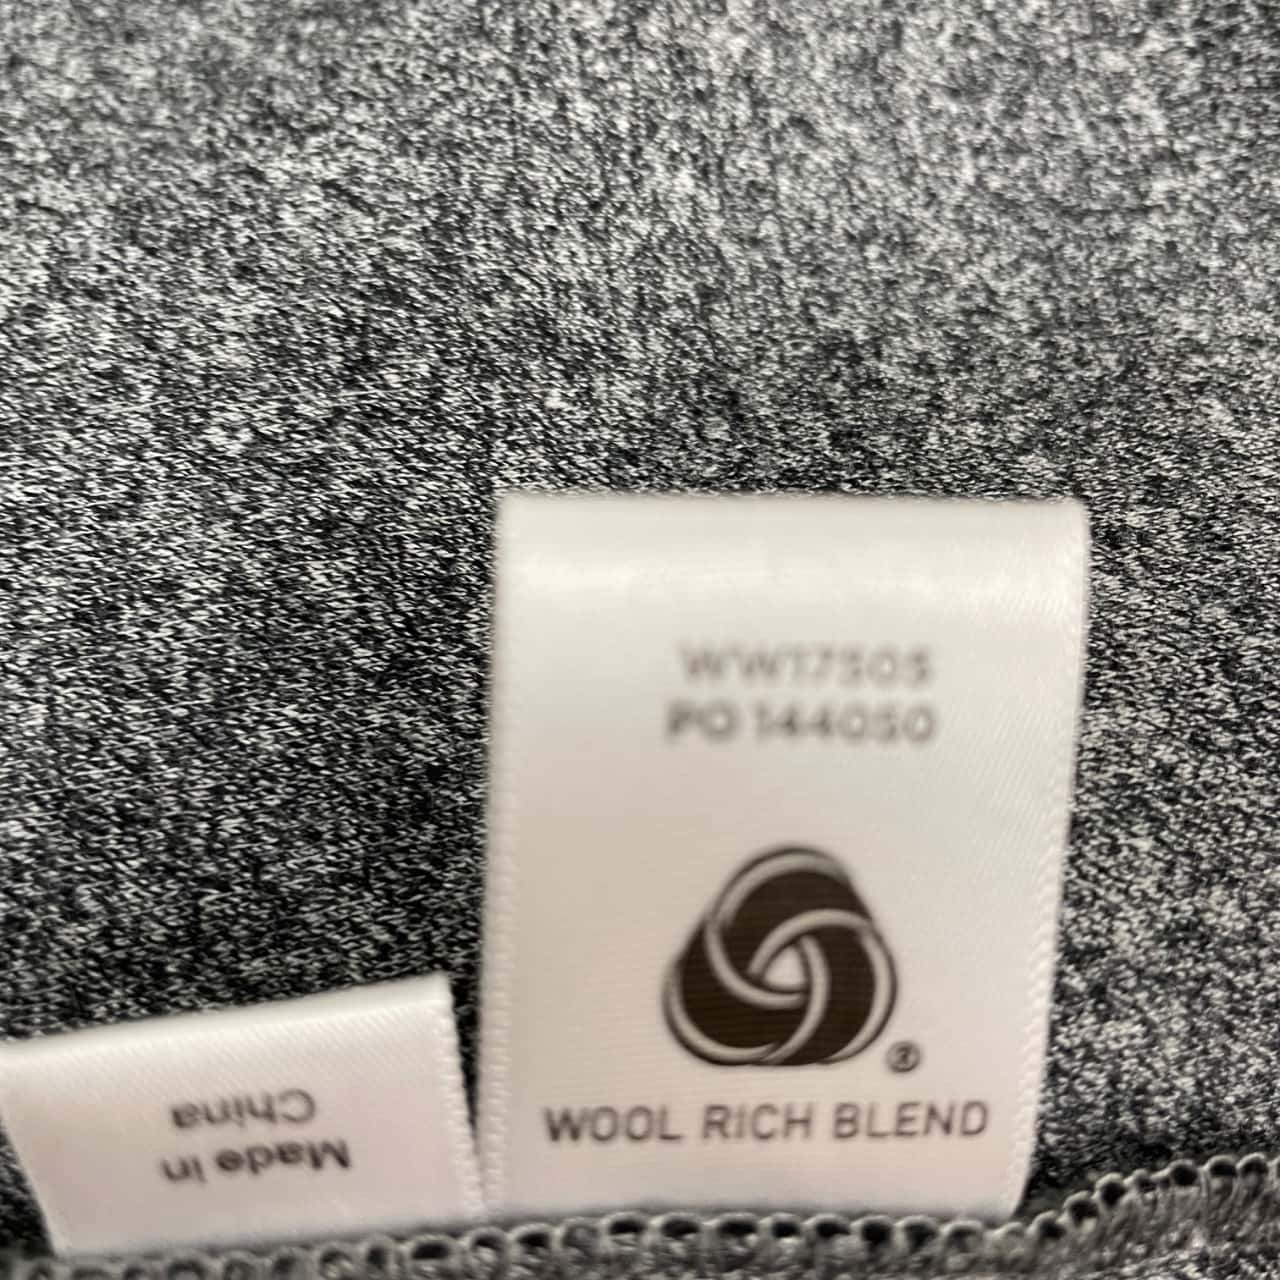 WW17505
PO 144050
®
WOOL RICH BLEND
Made in
China